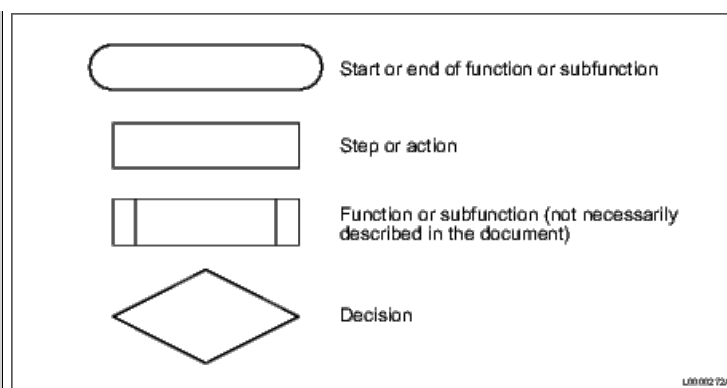 Start or end of function or subfunction
Step or action
Function or subfunction (not necessarily
described in the document)
Decision